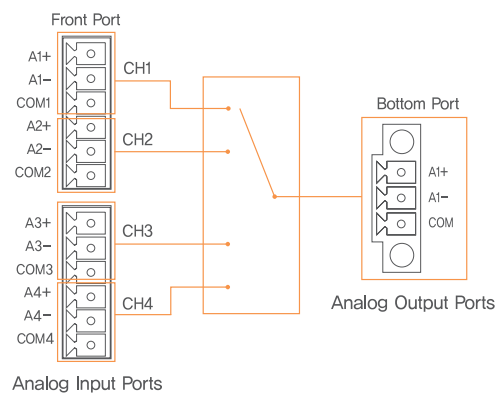 Front Port
A1+
A1-
COM1
CH1
A2+
A2-
COM2
CH2
A3+
A3-
COM3
CH3
A4+
A4-
COM4
CH4
Analog Input Ports
Bottom Port
A1+
A1-
COM
Analog Output Ports